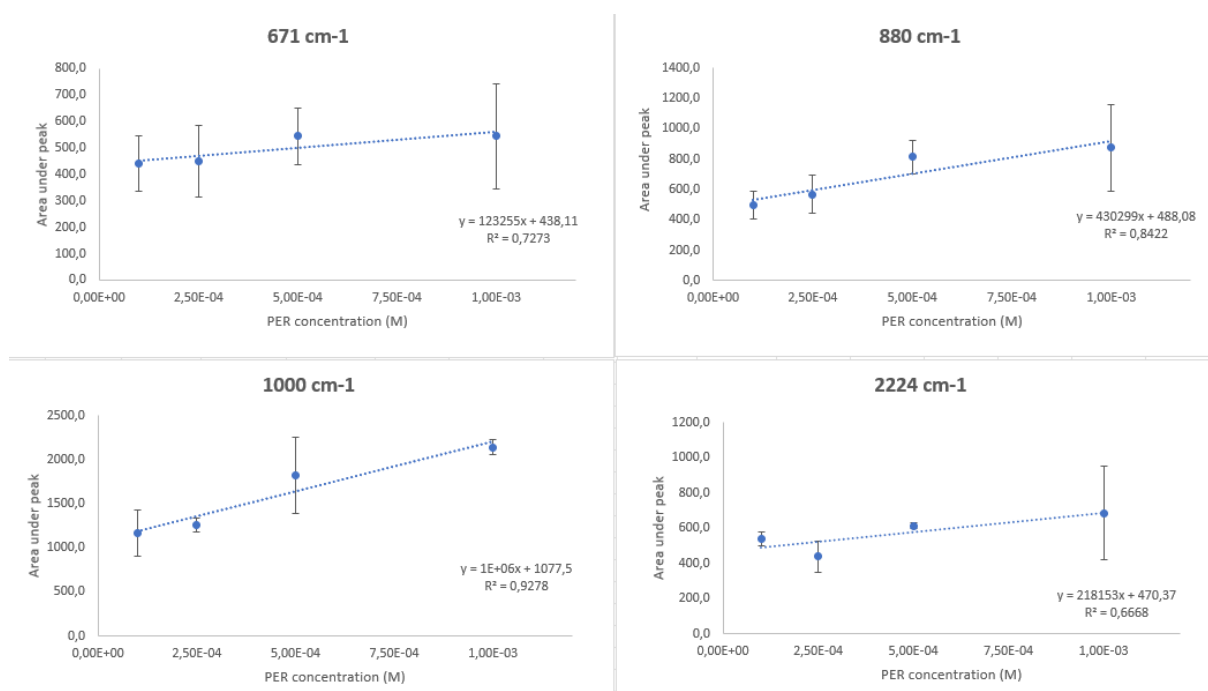 671 cm-1
Area under peak
800,0
700,0
600,0
500,0
400,0
300,0
200,0
100,0
0,0
y = 123255x + 438,11
R² = 0,7273
0,00E+00 2,50E-04 5,00E-04 7,50E-04 1,00E-03
PER concentration (M)
880 cm-1
Area under peak
1400,0
1200,0
1000,0
800,0
600,0
400,0
200,0
0,0
y = 430299x + 488,08
R² = 0,8422
0,00E+00 2,50E-04 5,00E-04 7,50E-04 1,00E-03
PER concentration (M)
1000 cm-1
Area under peak
2500,0
2000,0
1500,0
1000,0
500,0
0,0
y = 1E+06x + 1077,5
R² = 0,9278
0,00E+00 2,50E-04 5,00E-04 7,50E-04 1,00E-03
PER concentration (M)
2224 cm-1
Area under peak
1200,0
1000,0
800,0
600,0
400,0
200,0
0,0
y = 218153x + 470,37
R² = 0,6668
0,00E+00 2,50E-04 5,00E-04 7,50E-04 1,00E-03
PER concentration (M)